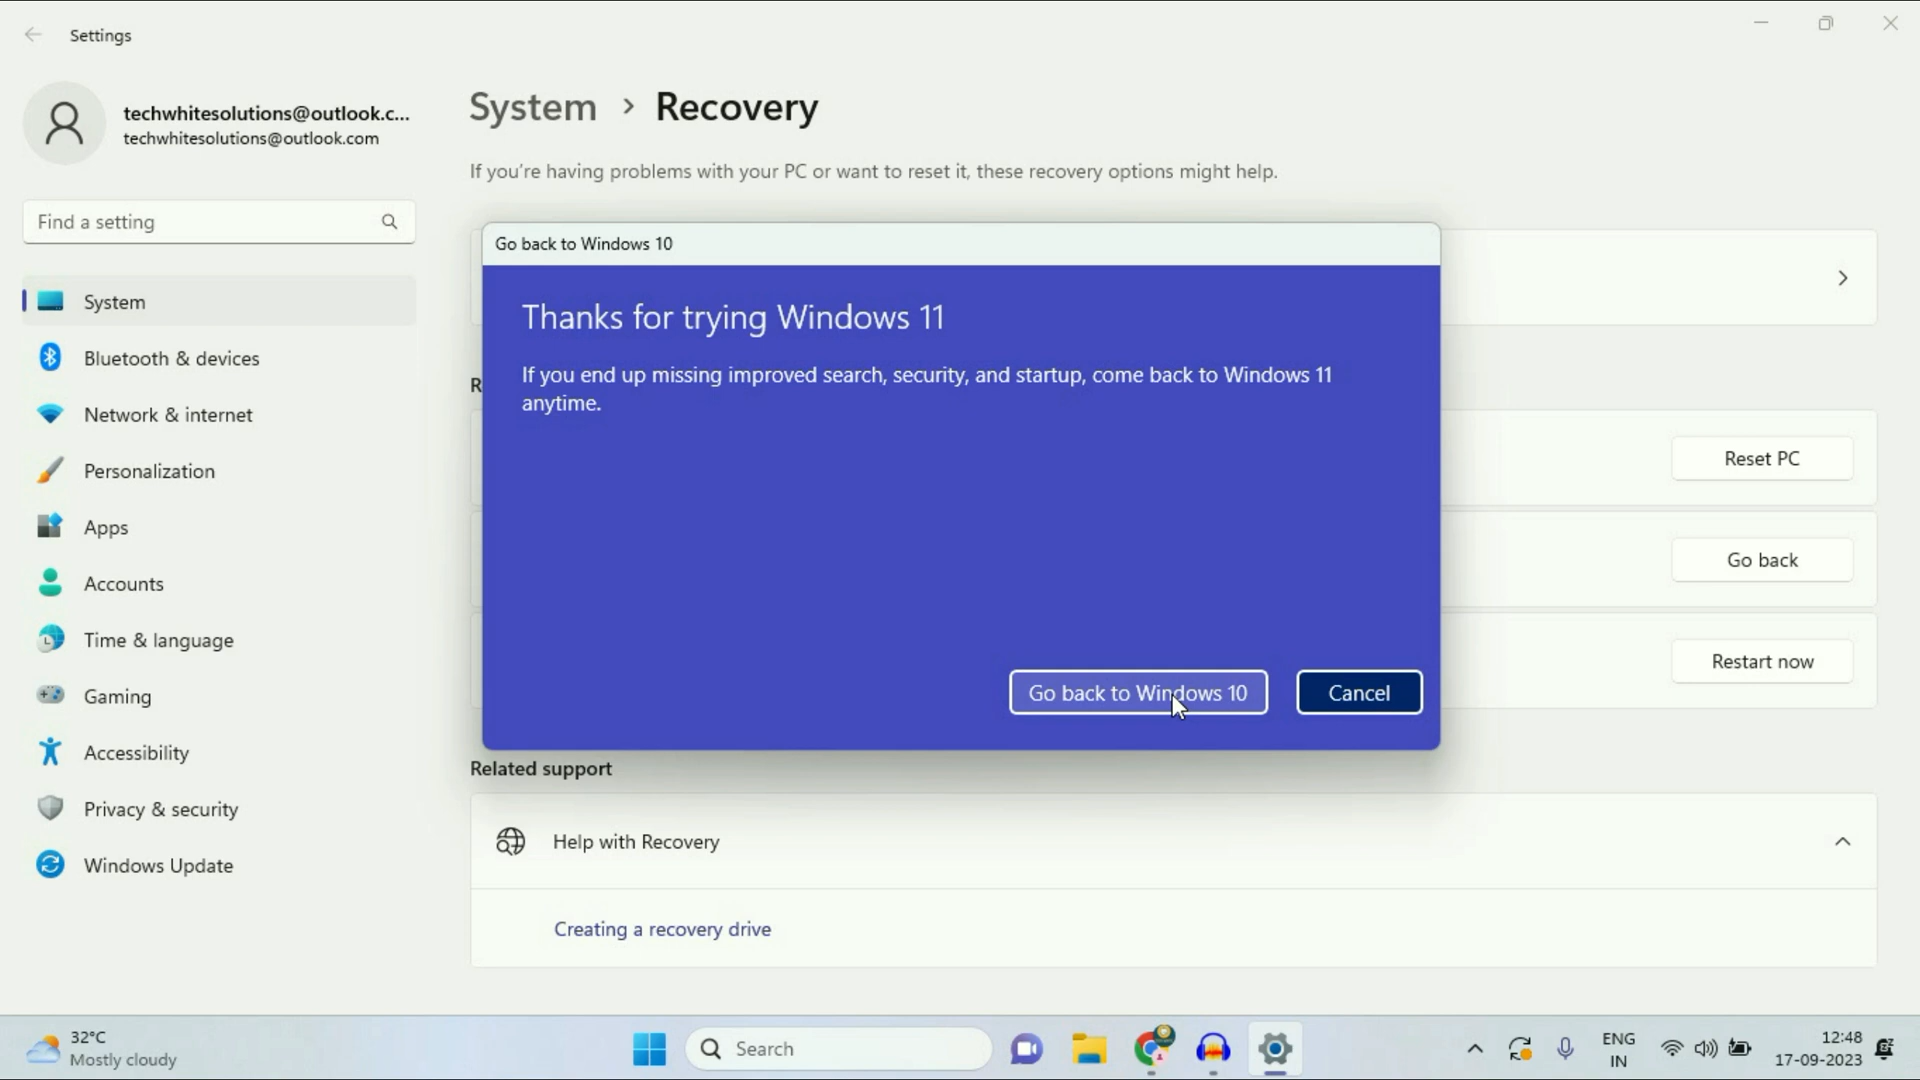 Settings
techwhitesolutions@outlook.c...
techwhitesolutions@outlook.com
Find a setting
System
Bluetooth & devices
Network & internet
Personalization
Apps
Accounts
Time & language
Gaming
Accessibility
Privacy & security
Windows Update
System > Recovery
If you're having problems with your PC or want to reset it, these recovery options might help.
Go back to Windows 10
Thanks for trying Windows 11
If you end up missing improved search, security, and startup, come back to Windows 11
anytime.
Go back to Windows 10
Cancel
R
Reset PC
Go back
Restart now
Related support
Help with Recovery
Creating a recovery drive
32°C
Mostly cloudy
Search
ENG
IN
12:48
17-09-2023